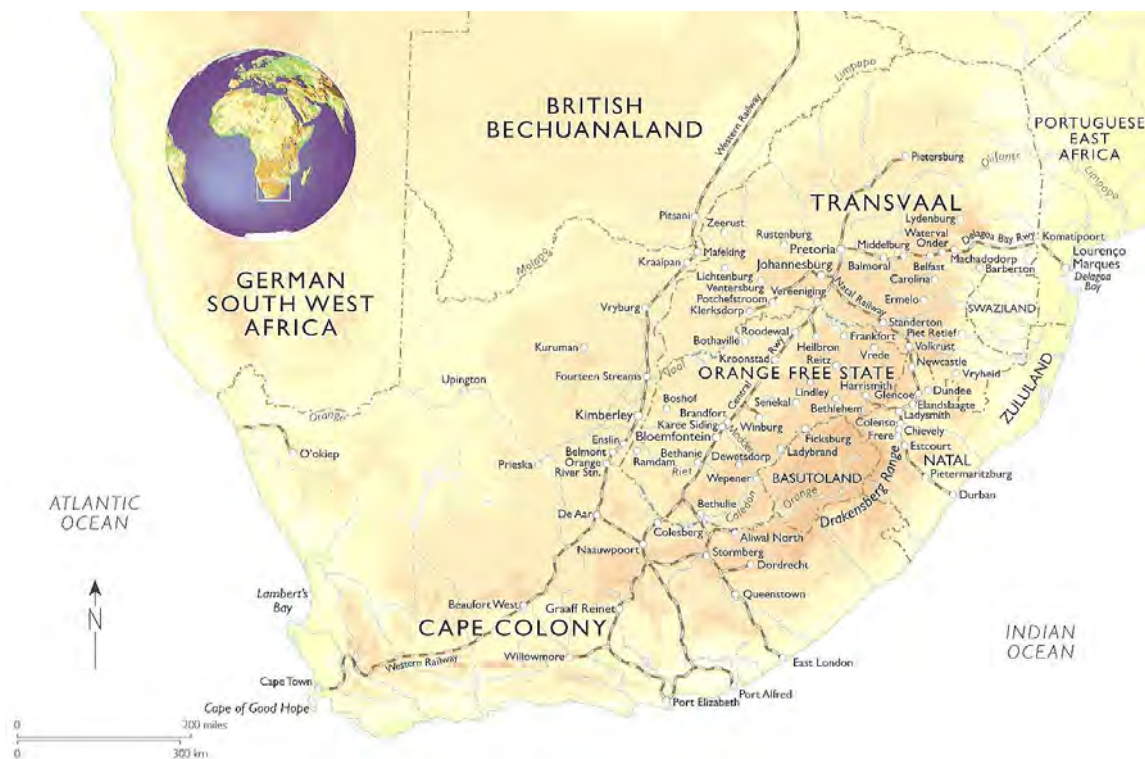 BRITISH
BECHUANALAND
Western Railway
Limpopo
PORTUGUESE
EAST
AFRICA
Pietersburg
Olifants
Limpopo
TRANSVAAL
Lydenburg
Pitsani
Zeerust
Rustenburg
Waterval
Onder
Delagoa Bay Rwy
Komatipoort
Mafeking
Pretoria
Middelburg
Molopo
Kraaipan
Johannesburg
Balmoral
Belfast
Machadodorp
Lourenço
Marques
Delagoa
Bay
Lichtenburg
Barberton
GERMAN
SOUTH WEST
AFRICA
Ventersburg
Vereeniging
Carolina
Potchefstroom
Natal Railway
Klerksdorp
Ermelo
SWAZILAND
Vryburg
Standerton
Roodewal
Frankfort
Piet Retief
Bothaville
Heilbron
Volkrust
Kuruman
Vaal
Kroonstad
Reitz
Vrede
Newcastle
Central Rwy
ORANGE FREE STATE
Vryheid
Fourteen Streams
ZULULAND
Upington
Lindley
Harrismith
Dundee
Boshof
Senekal
Glencoe
Elandslaagte
Orange
Kimberley
Brandfort
Bethlehem
Ladysmith
Karee Siding
Winburg
Colenso
Chievely
Enslin
Bloemfontein
Modder
Ficksburg
Frere
Estcourt
O'okiep
Belmont
Bethanie
Dewetsdorp
Ladybrand
NATAL
Prieska
Orange
River Stn.
Ramdam
Riet
Wepener
BASUTOLAND
Pietermaritzburg
Durban
ATLANTIC
OCEAN
Bethulie
Caledon
Orange
Drakensberg Range
De Aar
Colesberg
Aliwal North
Naauwpoort
Stormberg
Dordrecht
Lambert's
Bay
Beaufort West
Graaff Reinet
Queenstown
N
CAPE COLONY
INDIAN
OCEAN
Western Railway
Willowmore
East London
Cape Town
Port Alfred
Cape of Good Hope
Port Elizabeth
0
200 miles
0
300 km